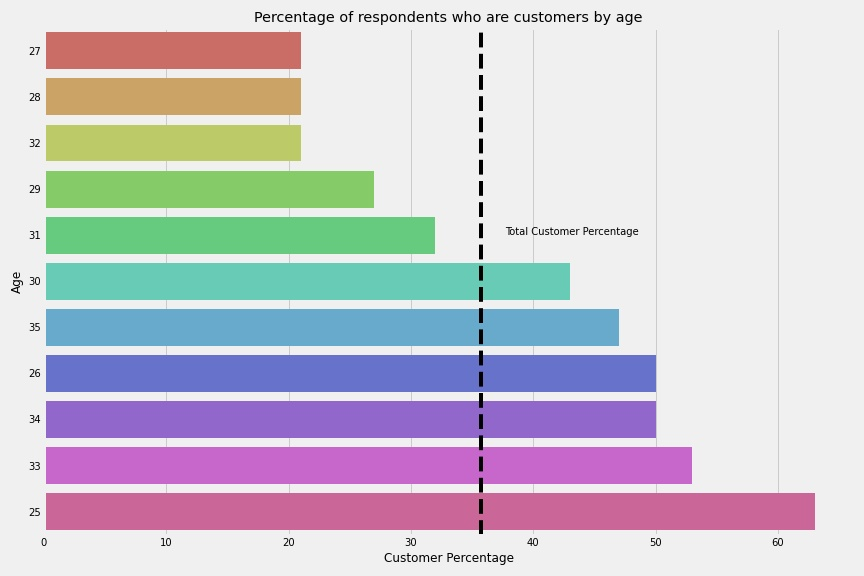 Percentage of respondents who are customers by age
27
28
32
29
31
Total Customer Percentage
30
35
26
34
33
25
Age
0 10 20 30 40 50 60
Customer Percentage